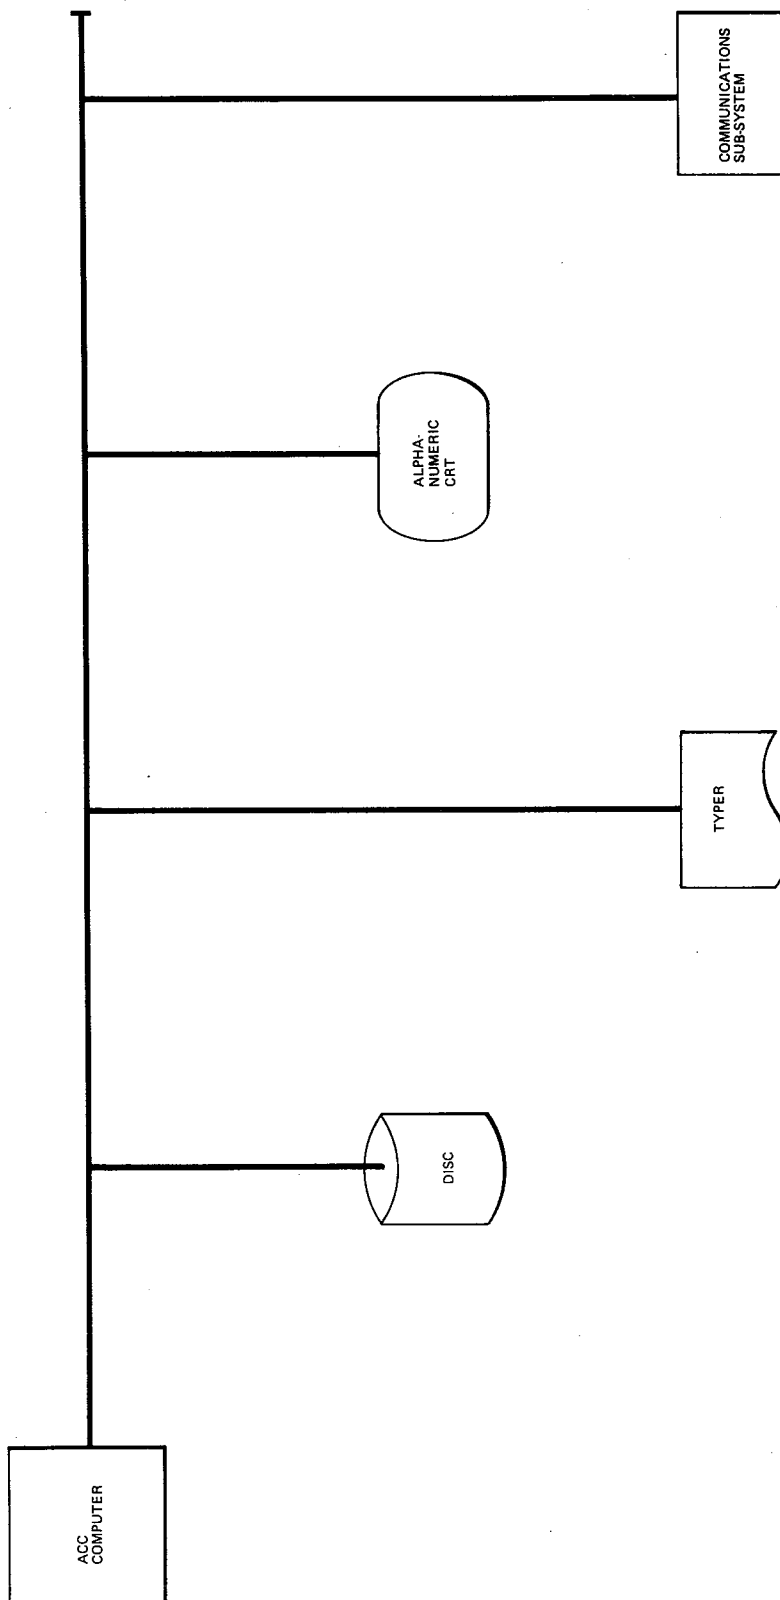 ACC
COMPUTER
DISC
TYPER
ALPHA-
NUMERIC
CRT
COMMUNICATIONS
SUB-SYSTEM